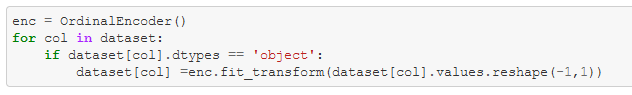 enc = OrdinalEncoder()
for col in dataset:
    if dataset[col].dtypes == 'object':
        dataset[col] =enc.fit_transform(dataset[col].values.reshape(-1,1))